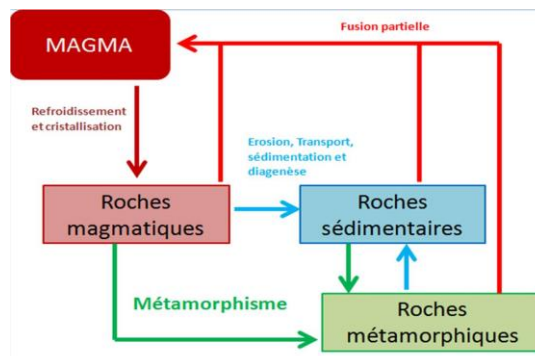 MAGMA
Fusion partielle
Refroidissement
et cristallisation
Erosion, Transport,
sédimentation et
diagenèse
Roches
magmatiques
Roches
sédimentaires
Métamorphisme
Roches
métamorphiques